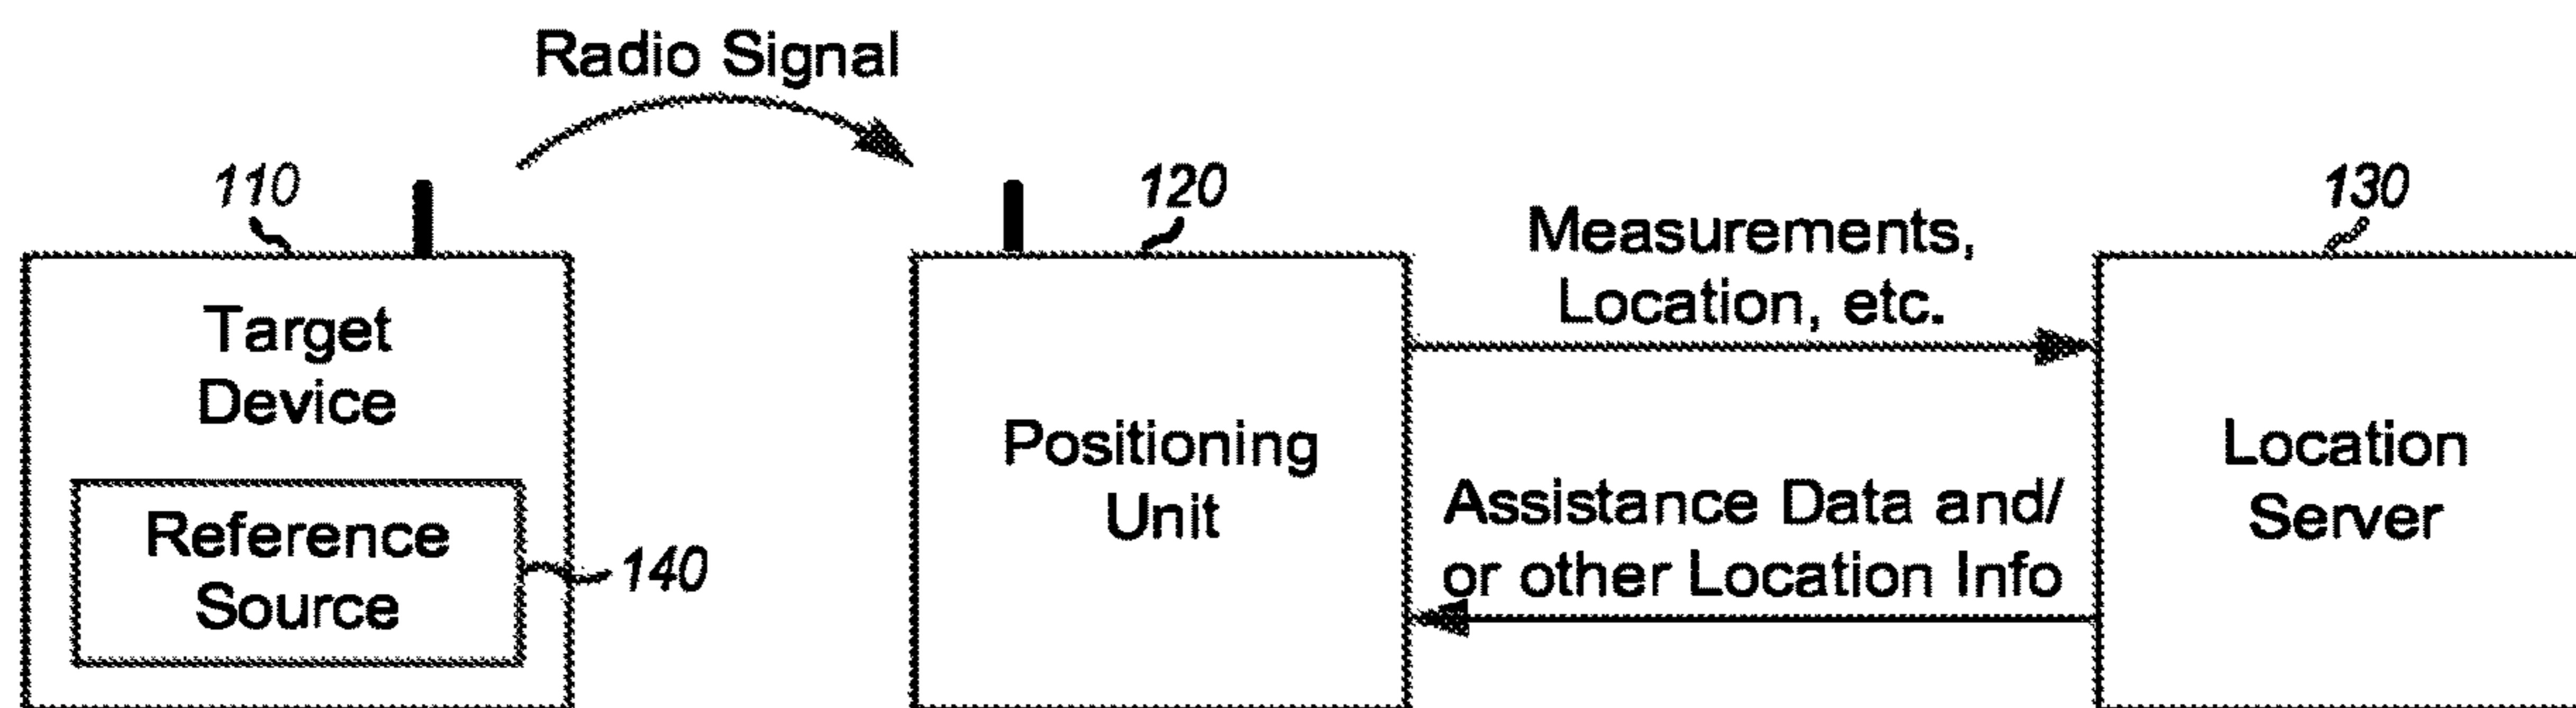 Radio Signal
110
120
130
Measurements,
Location, etc.
Target
Device
Positioning
Unit
Location
Server
Assistance Data and/
or other Location Info
Reference
Source
140